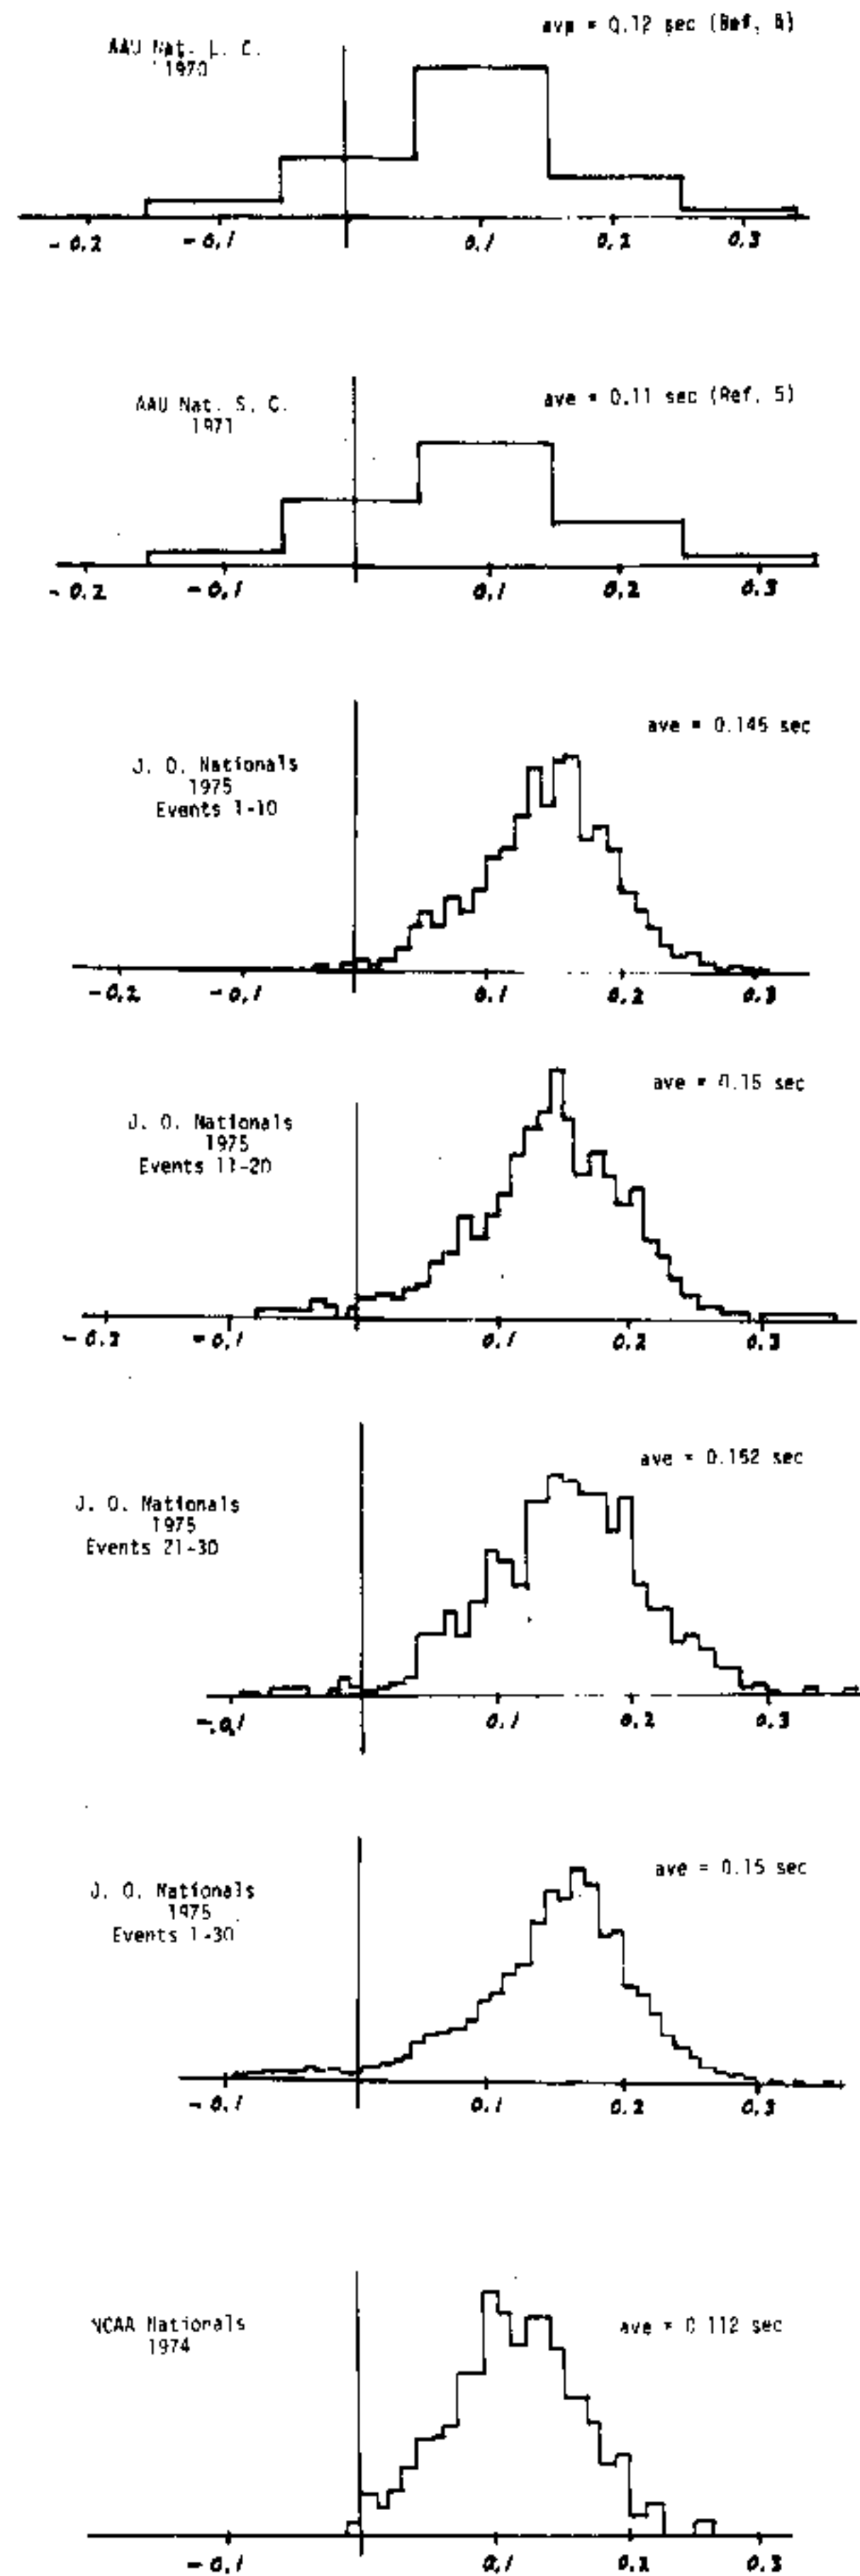 AAU Nat. L. C.
1970
ave = 0.12 sec (Ref.
-0.2 -0.1 0.1 0.2 0.3
AAU Nat. S. C.
1971
ave = 0.11 sec (Ref. 5)
-0.2 -0.1 0.1 0.2 0.3
J. O. Nationals
1975
Events 1-10
ave = 0.145 sec
-0.2 -0.1 0.1 0.2 0.3
J. O. Nationals
1975
Events 11-20
ave = 0.15 sec
-0.2 -0.1 0.1 0.2 0.3
J. O. Nationals
1975
Events 21-30
ave = 0.152 sec
-.0.1 0.1 0.2 0.3
J. O. Nationals
1975
Events 1-30
ave = 0.15 sec
-0.1 0.1 0.2 0.3
NCAA Nationals
1974
ave = 0.112 sec
-0.1 0.1 0.2 0.3